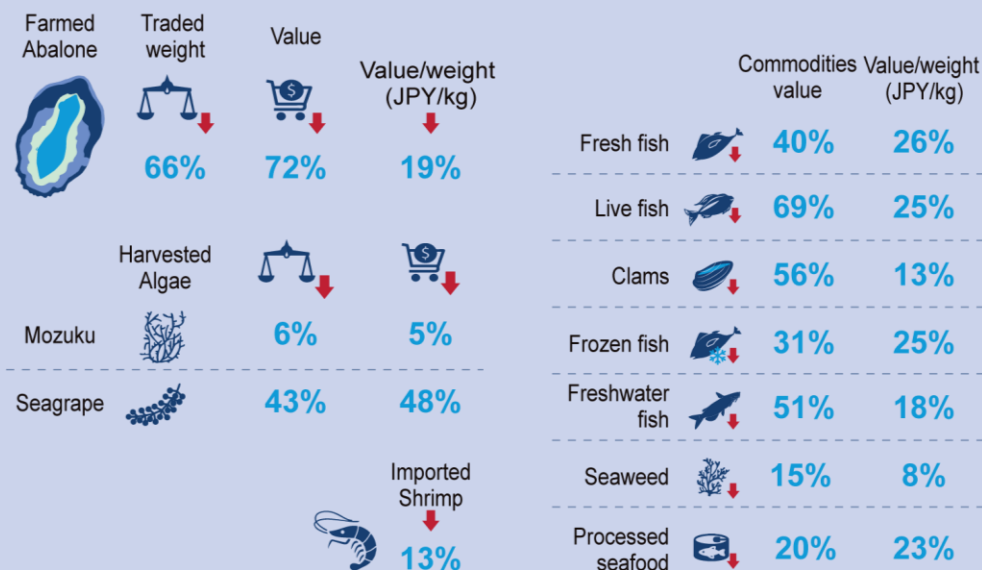 Farmed
Abalone
Traded
weight
Value
Value/weight
(JPY/kg)
$
66%
72%
19%
Harvested
Algae
$
Mozuku
6%
5%
Seagrape
43%
48%
Imported
Shrimp
13%
Commodities
value
Value/weight
(JPY/kg)
Fresh fish
40%
26%
Live fish
69%
25%
Clams
56%
13%
Frozen fish
31%
25%
Freshwater
fish
51%
18%
Seaweed
15%
8%
Processed
seafood
20%
23%